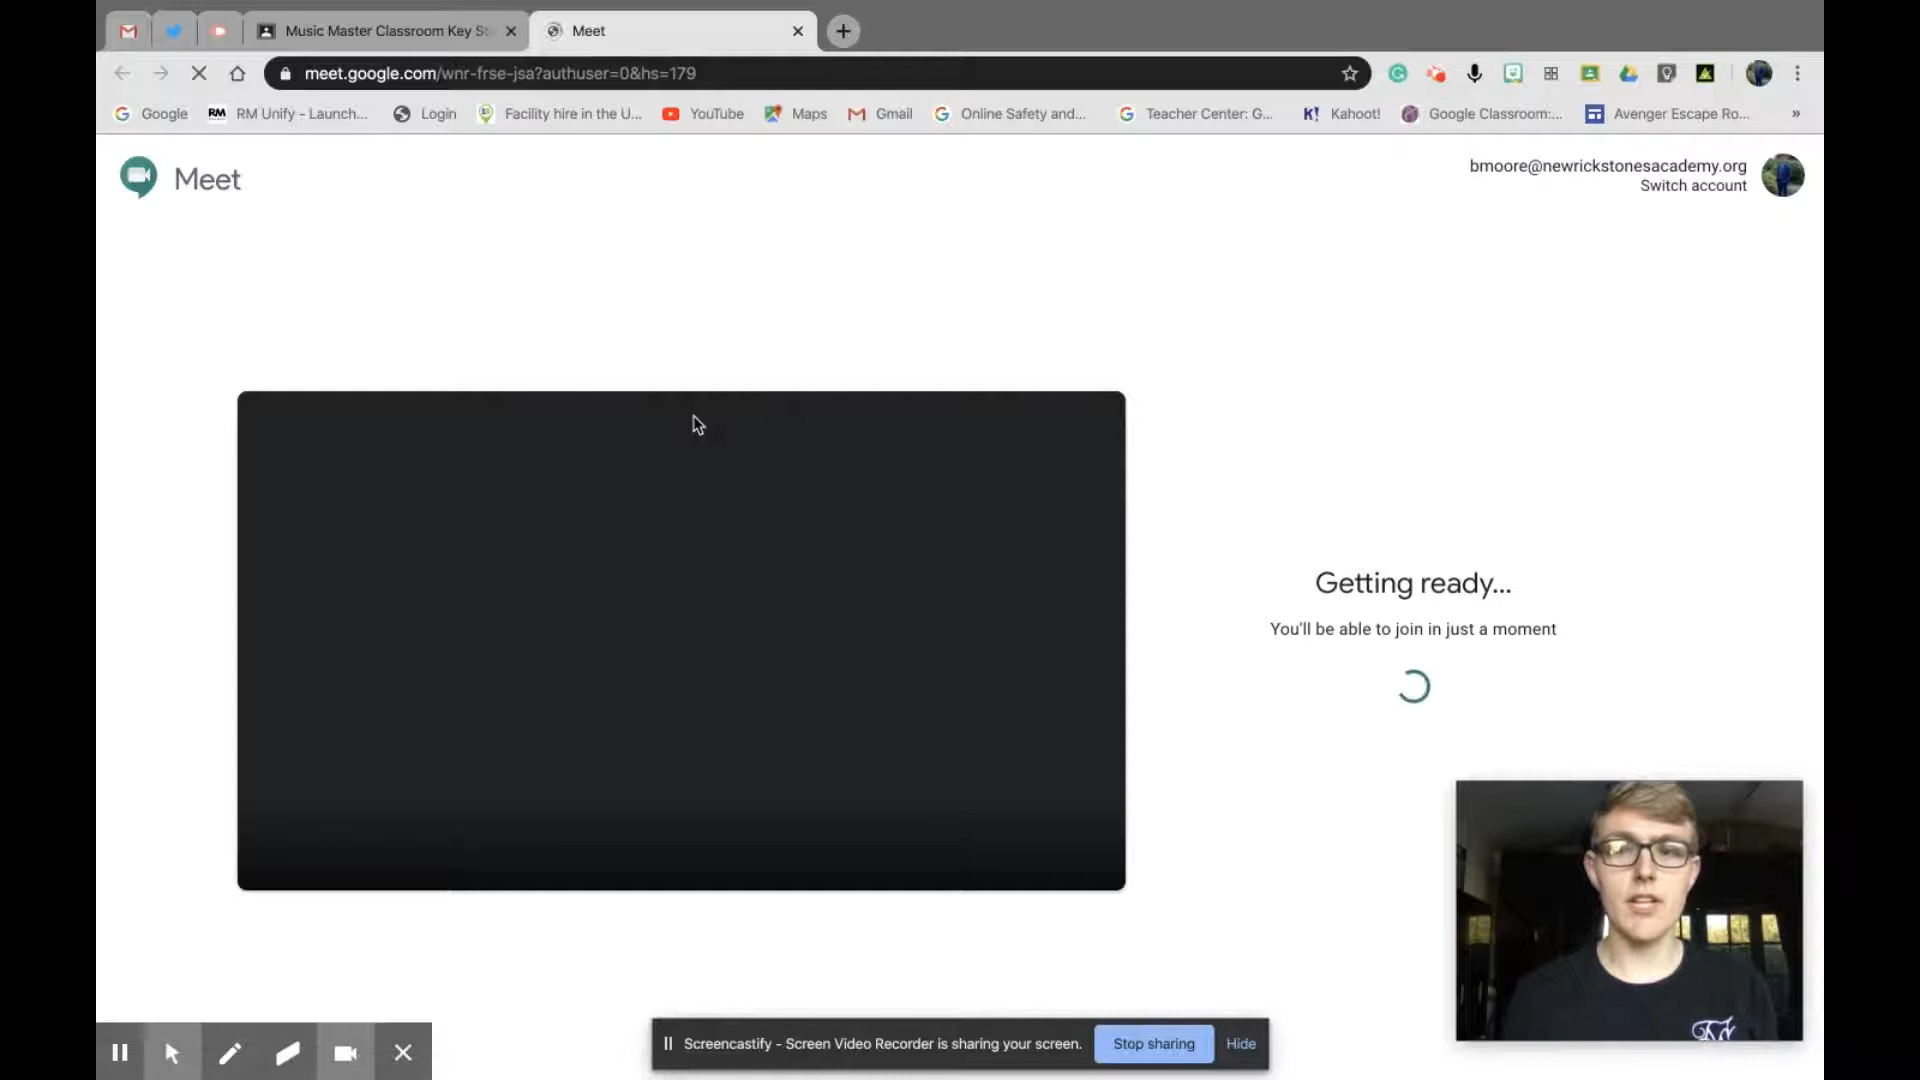 Music Master Classroom Key St
Meet
meet.google.com/wnr-frse-jsa?authuser=0&hs=179
Google
RM Unify - Launch...
Login
Facility hire in the U...
YouTube
Maps
Gmail
Online Safety and...
Teacher Center: G...
K! Kahoot!
Google Classroom:...
Avenger Escape Ro...
»
Meet
bmoore@newrickstonesacademy.org
Switch account
Getting ready...
You'll be able to join in just a moment
Screencastify - Screen Video Recorder is sharing your screen.
Stop sharing
Hide